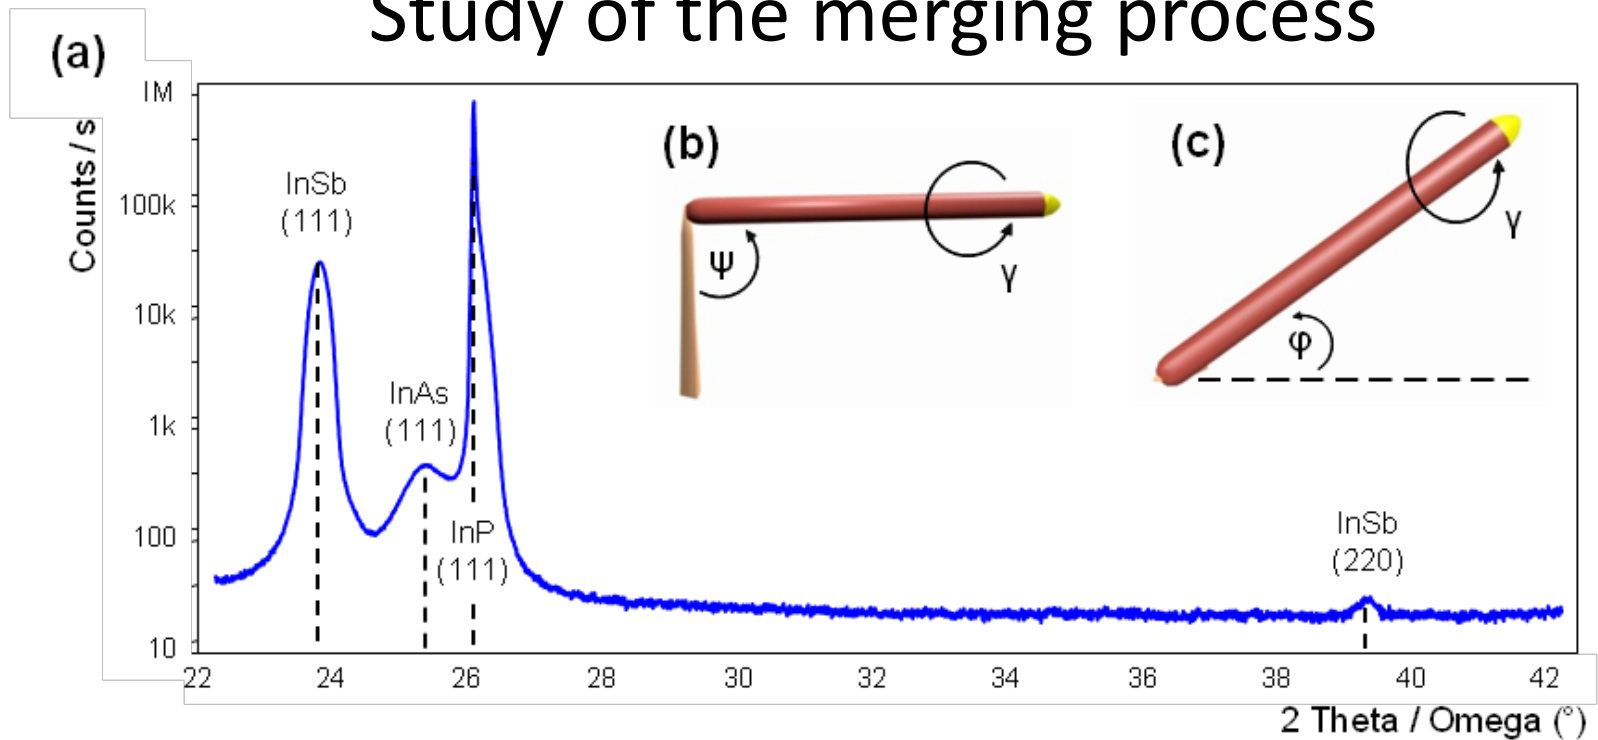 Study of the merging process
(a)
Counts / s
IM
100k
10k
1k
100
10
InSb
(111)
InAs
(111)
InP
(111)
InSb
(220)
(b)
ψ
γ
(c)
φ
γ
22 24 26 28 30 32 34 36 38 40 42
2 Theta / Omega (°)